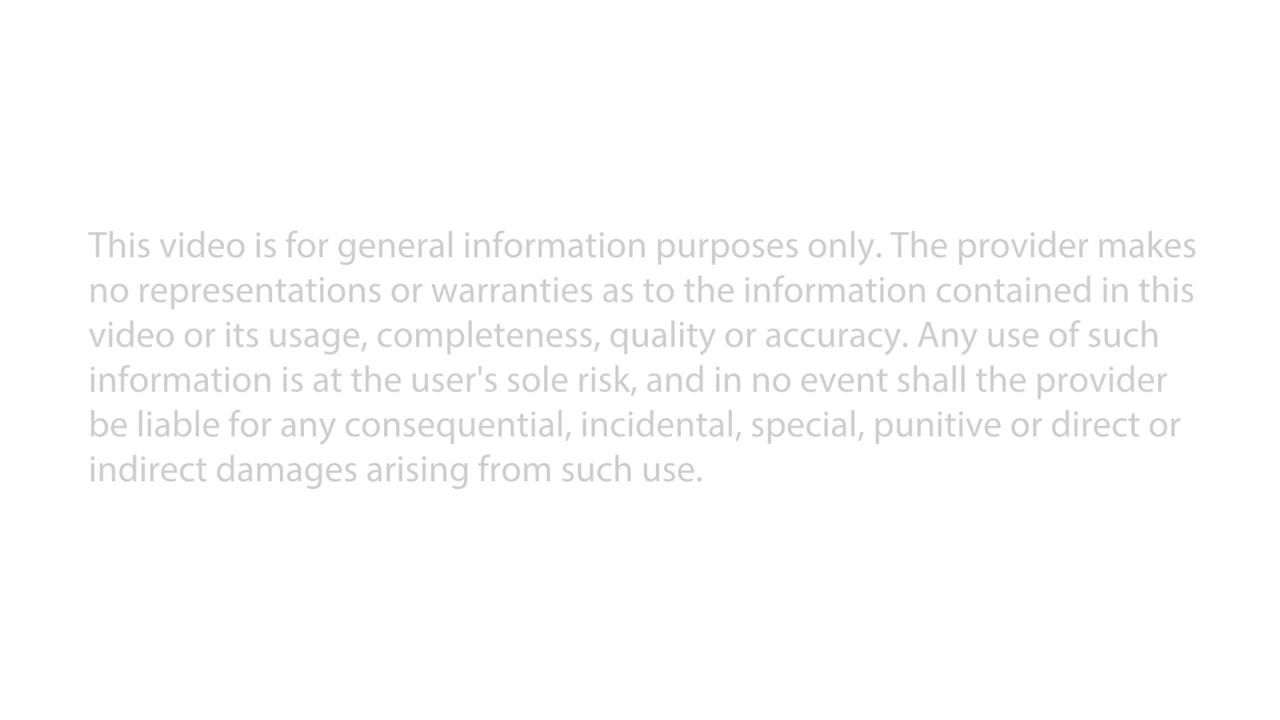 This video is for general information purposes only. The provider makes
no representations or warranties as to the information contained in this
video or its usage, completeness, quality or accuracy. Any use of such
information is at the user's sole risk, and in no event shall the provider
be liable for any consequential, incidental, special, punitive or direct or
indirect damages arising from such use.